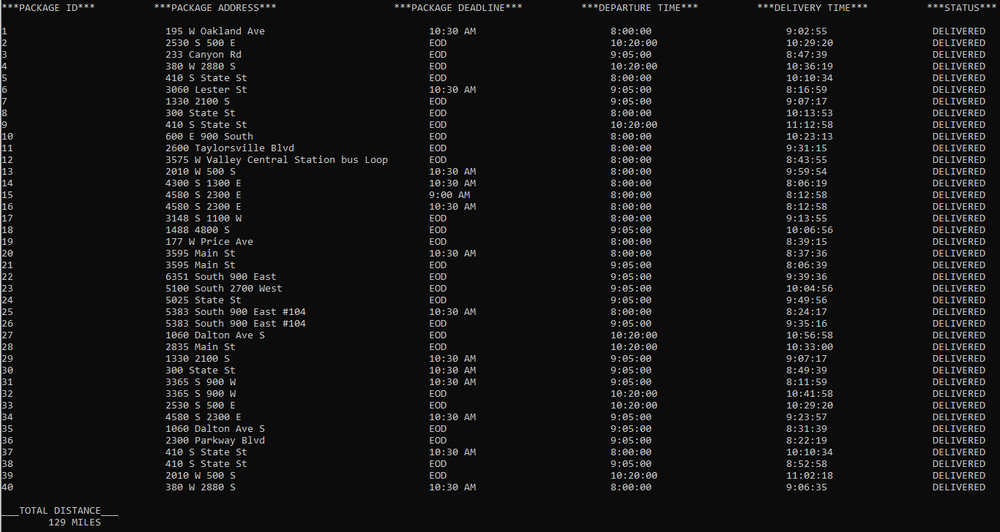 ***PACKAGE ID*** ***PACKAGE ADDRESS*** ***PACKAGE DEADLINE*** ***DEPARTURE TIME*** ***DELIVERY TIME*** ***STATUS***
1 195 W Oakland Ave 10:30 AM 8:00:00 9:02:55 DELIVERED
2 2530 S 500 E EOD 10:20:00 10:29:20 DELIVERED
3 233 Canyon Rd EOD 9:05:00 8:47:39 DELIVERED
4 380 W 2880 S EOD 10:20:00 10:36:19 DELIVERED
5 410 S State St EOD 8:00:00 10:10:34 DELIVERED
6 3060 Lester St 10:30 AM 9:05:00 8:16:59 DELIVERED
7 1330 2100 S EOD 9:05:00 9:07:17 DELIVERED
8 300 State St EOD 8:00:00 10:13:53 DELIVERED
9 410 S State St EOD 10:20:00 11:12:58 DELIVERED
10 600 E 900 South EOD 8:00:00 10:23:13 DELIVERED
11 2600 Taylorsville Blvd EOD 8:00:00 9:31:15 DELIVERED
12 3575 W Valley Central Station bus Loop EOD 8:00:00 8:43:55 DELIVERED
13 2010 W 500 S 10:30 AM 8:00:00 9:59:54 DELIVERED
14 4300 S 1300 E 10:30 AM 8:00:00 8:06:19 DELIVERED
15 4580 S 2300 E 9:00 AM 8:00:00 8:12:58 DELIVERED
16 4580 S 2300 E 10:30 AM 8:00:00 8:12:58 DELIVERED
17 3148 S 1100 W EOD 8:00:00 9:13:55 DELIVERED
18 1488 4800 S EOD 9:05:00 10:06:56 DELIVERED
19 177 W Price Ave EOD 8:00:00 8:39:15 DELIVERED
20 3595 Main St 10:30 AM 8:00:00 8:37:36 DELIVERED
21 3595 Main St EOD 9:05:00 8:06:39 DELIVERED
22 6351 South 900 East EOD 9:05:00 9:39:36 DELIVERED
23 5100 South 2700 West EOD 9:05:00 10:04:56 DELIVERED
24 5025 State St EOD 9:05:00 9:49:56 DELIVERED
25 5383 South 900 East #104 10:30 AM 8:00:00 8:24:17 DELIVERED
26 5383 South 900 East #104 EOD 9:05:00 9:35:16 DELIVERED
27 1060 Dalton Ave S EOD 10:20:00 10:56:58 DELIVERED
28 2835 Main St EOD 10:20:00 10:33:00 DELIVERED
29 1330 2100 S 10:30 AM 9:05:00 9:07:17 DELIVERED
30 300 State St 10:30 AM 9:05:00 8:49:39 DELIVERED
31 3365 S 900 W 10:30 AM 9:05:00 8:11:59 DELIVERED
32 3365 S 900 W EOD 10:20:00 10:41:58 DELIVERED
33 2530 S 500 E EOD 10:20:00 10:29:20 DELIVERED
34 4580 S 2300 E 10:30 AM 9:05:00 9:23:57 DELIVERED
35 1060 Dalton Ave S EOD 9:05:00 8:31:39 DELIVERED
36 2300 Parkway Blvd EOD 9:05:00 8:22:19 DELIVERED
37 410 S State St 10:30 AM 8:00:00 10:10:34 DELIVERED
38 410 S State St EOD 9:05:00 8:52:58 DELIVERED
39 2010 W 500 S EOD 10:20:00 11:02:18 DELIVERED
40 380 W 2880 S 10:30 AM 8:00:00 9:06:35 DELIVERED
___TOTAL DISTANCE___
129 MILES